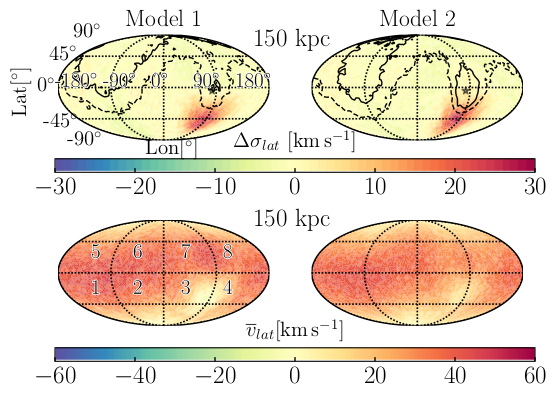 Model 1 Model 2
90° 150 kpc
45°
0° -180° -90° 0° 90° 180°
-45°
-90°
Lat[°]
Lon[°] Δσ_lat [km s⁻¹]
−30 −20 −10 0 10 20 30
150 kpc
5 6 7 8
1 2 3 4
v̅_lat[km s⁻¹]
−60 −40 −20 0 20 40 60